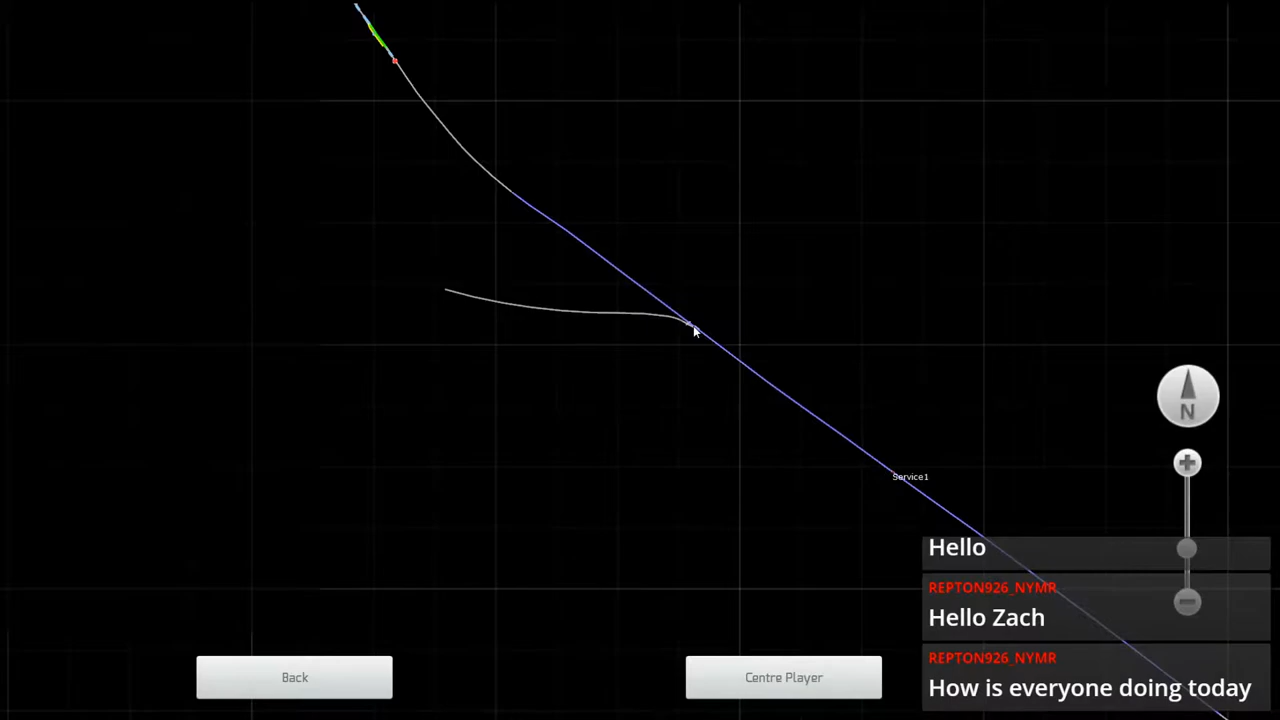 Service1
N
Hello
REPTON926_NYMR
Hello Zach
REPTON926_NYMR
How is everyone doing today
Back
Centre Player